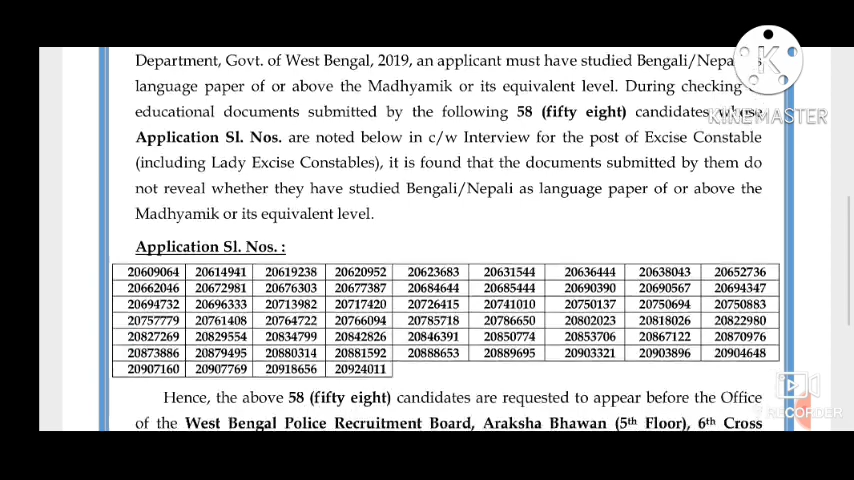 Department, Govt. of West Bengal, 2019, an applicant must have studied Bengali/Nepa
language paper of or above the Madhyamik or its equivalent level. During checking
educational documents submitted by the following 58 (fifty eight) candidates whose
Application Sl. Nos. are noted below in c/w Interview for the post of Excise Constable
(including Lady Excise Constables), it is found that the documents submitted by them do
not reveal whether they have studied Bengali/Nepali as language paper of or above the
Madhyamik or its equivalent level.
Application Sl. Nos. :
20609064 20614941 20619238 20620952 20623683 20631544 20636444 20638043 20652736
20662046 20672981 20676303 20677387 20684644 20685444 20690390 20690567 20694347
20694732 20696333 20713982 20717420 20726415 20741010 20750137 20750694 20750883
20757779 20761408 20764722 20766094 20785718 20786650 20802023 20818026 20822980
20827269 20829554 20834799 20842826 20846391 20850774 20853706 20867122 20870976
20873886 20879495 20880314 20881592 20888653 20889695 20903321 20903896 20904648
20907160 20907769 20918656 20924011
Hence, the above 58 (fifty eight) candidates are requested to appear before the Office
of the West Bengal Police Recruitment Board, Araksha Bhawan (5th Floor), 6th Cross
K
KINEMASTER
RECORDER